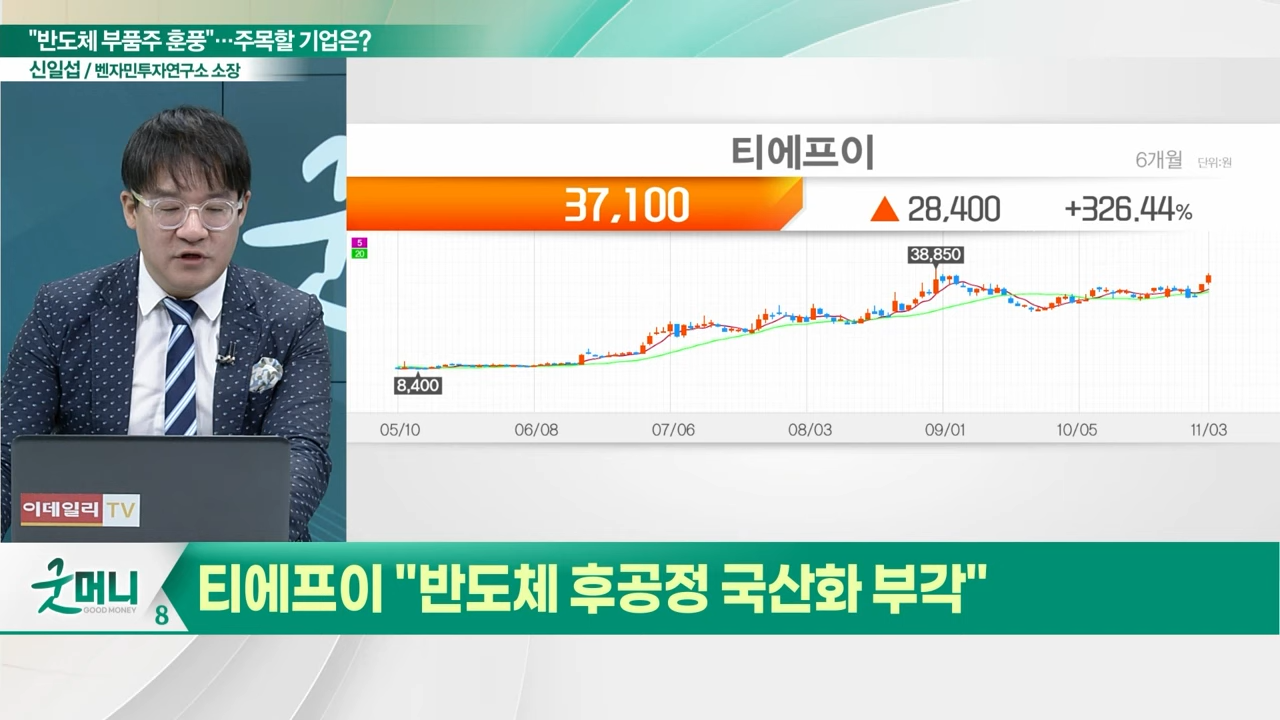 "반도체 부품주 훈풍"…주목할 기업은?
신일섭 / 벤자민투자연구소 소장
티에프이
6개월 단위:원
37,100 ▲ 28,400 +326.44%
5
20
38,850
8,400
05/10 06/08 07/06 08/03 09/01 10/05 11/03
이데일리 TV
굿머니
GOOD MONEY
8
티에프이 "반도체 후공정 국산화 부각"